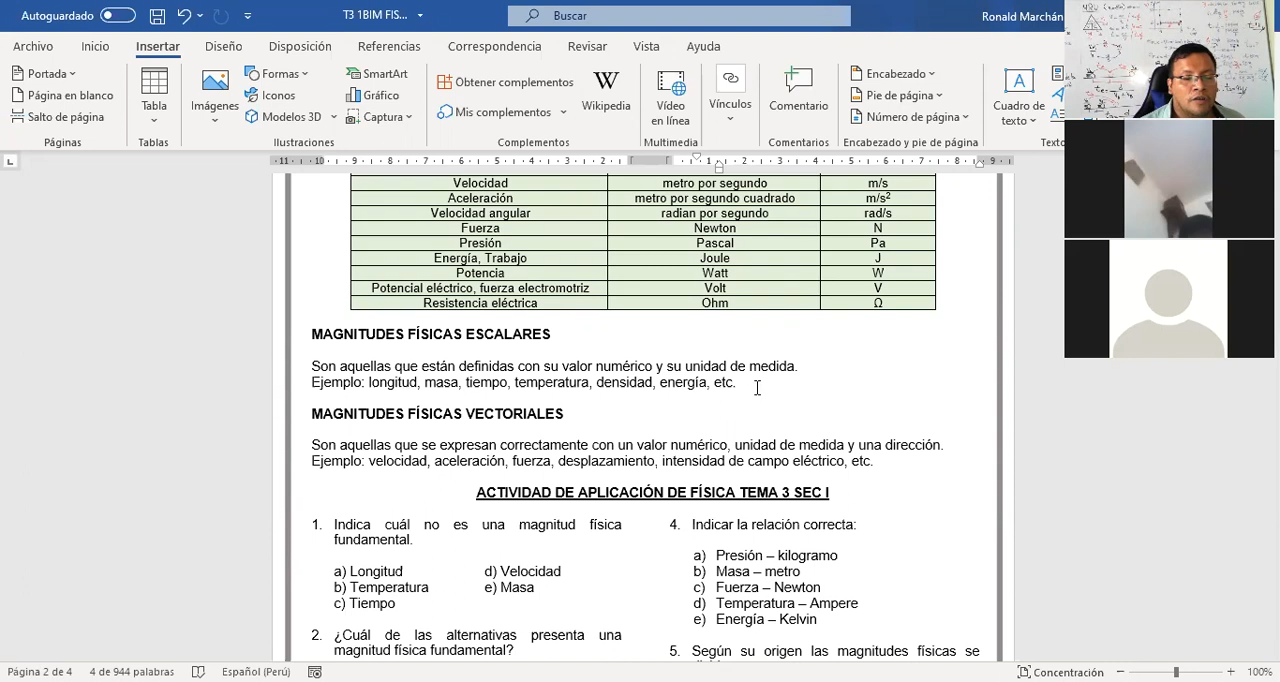 Autoguardado
T3 1BIM FIS...
Buscar
Ronald Marchán
Archivo Inicio Insertar Diseño Disposición Referencias Correspondencia Revisar Vista Ayuda
Portada
Página en blanco
Salto de página
Páginas
Tabla
Tablas
Imágenes
Formas
Iconos
Modelos 3D
SmartArt
Gráfico
Captura
Ilustraciones
Obtener complementos
Mis complementos
Wikipedia
Complementos
Vídeo
en línea
Multimedia
Vínculos
Comentario
Comentarios
Encabezado
Pie de página
Número de página
Encabezado y pie de página
Cuadro de
texto
Texto
Velocidad metro por segundo m/s
Aceleración metro por segundo cuadrado m/s²
Velocidad angular radian por segundo rad/s
Fuerza Newton N
Presión Pascal Pa
Energía, Trabajo Joule J
Potencia Watt W
Potencial eléctrico, fuerza electromotriz Volt V
Resistencia eléctrica Ohm Ω
MAGNITUDES FÍSICAS ESCALARES
Son aquellas que están definidas con su valor numérico y su unidad de medida.
Ejemplo: longitud, masa, tiempo, temperatura, densidad, energía, etc.
MAGNITUDES FÍSICAS VECTORIALES
Son aquellas que se expresan correctamente con un valor numérico, unidad de medida y una dirección.
Ejemplo: velocidad, aceleración, fuerza, desplazamiento, intensidad de campo eléctrico, etc.
ACTIVIDAD DE APLICACIÓN DE FÍSICA TEMA 3 SEC I
1. Indica cuál no es una magnitud física
fundamental.
a) Longitud d) Velocidad
b) Temperatura e) Masa
c) Tiempo
2. ¿Cuál de las alternativas presenta una
magnitud física fundamental?
4. Indicar la relación correcta:
a) Presión – kilogramo
b) Masa – metro
c) Fuerza – Newton
d) Temperatura – Ampere
e) Energía – Kelvin
5. Según su origen las magnitudes físicas se
Página 2 de 4 4 de 944 palabras Español (Perú) Concentración 100%